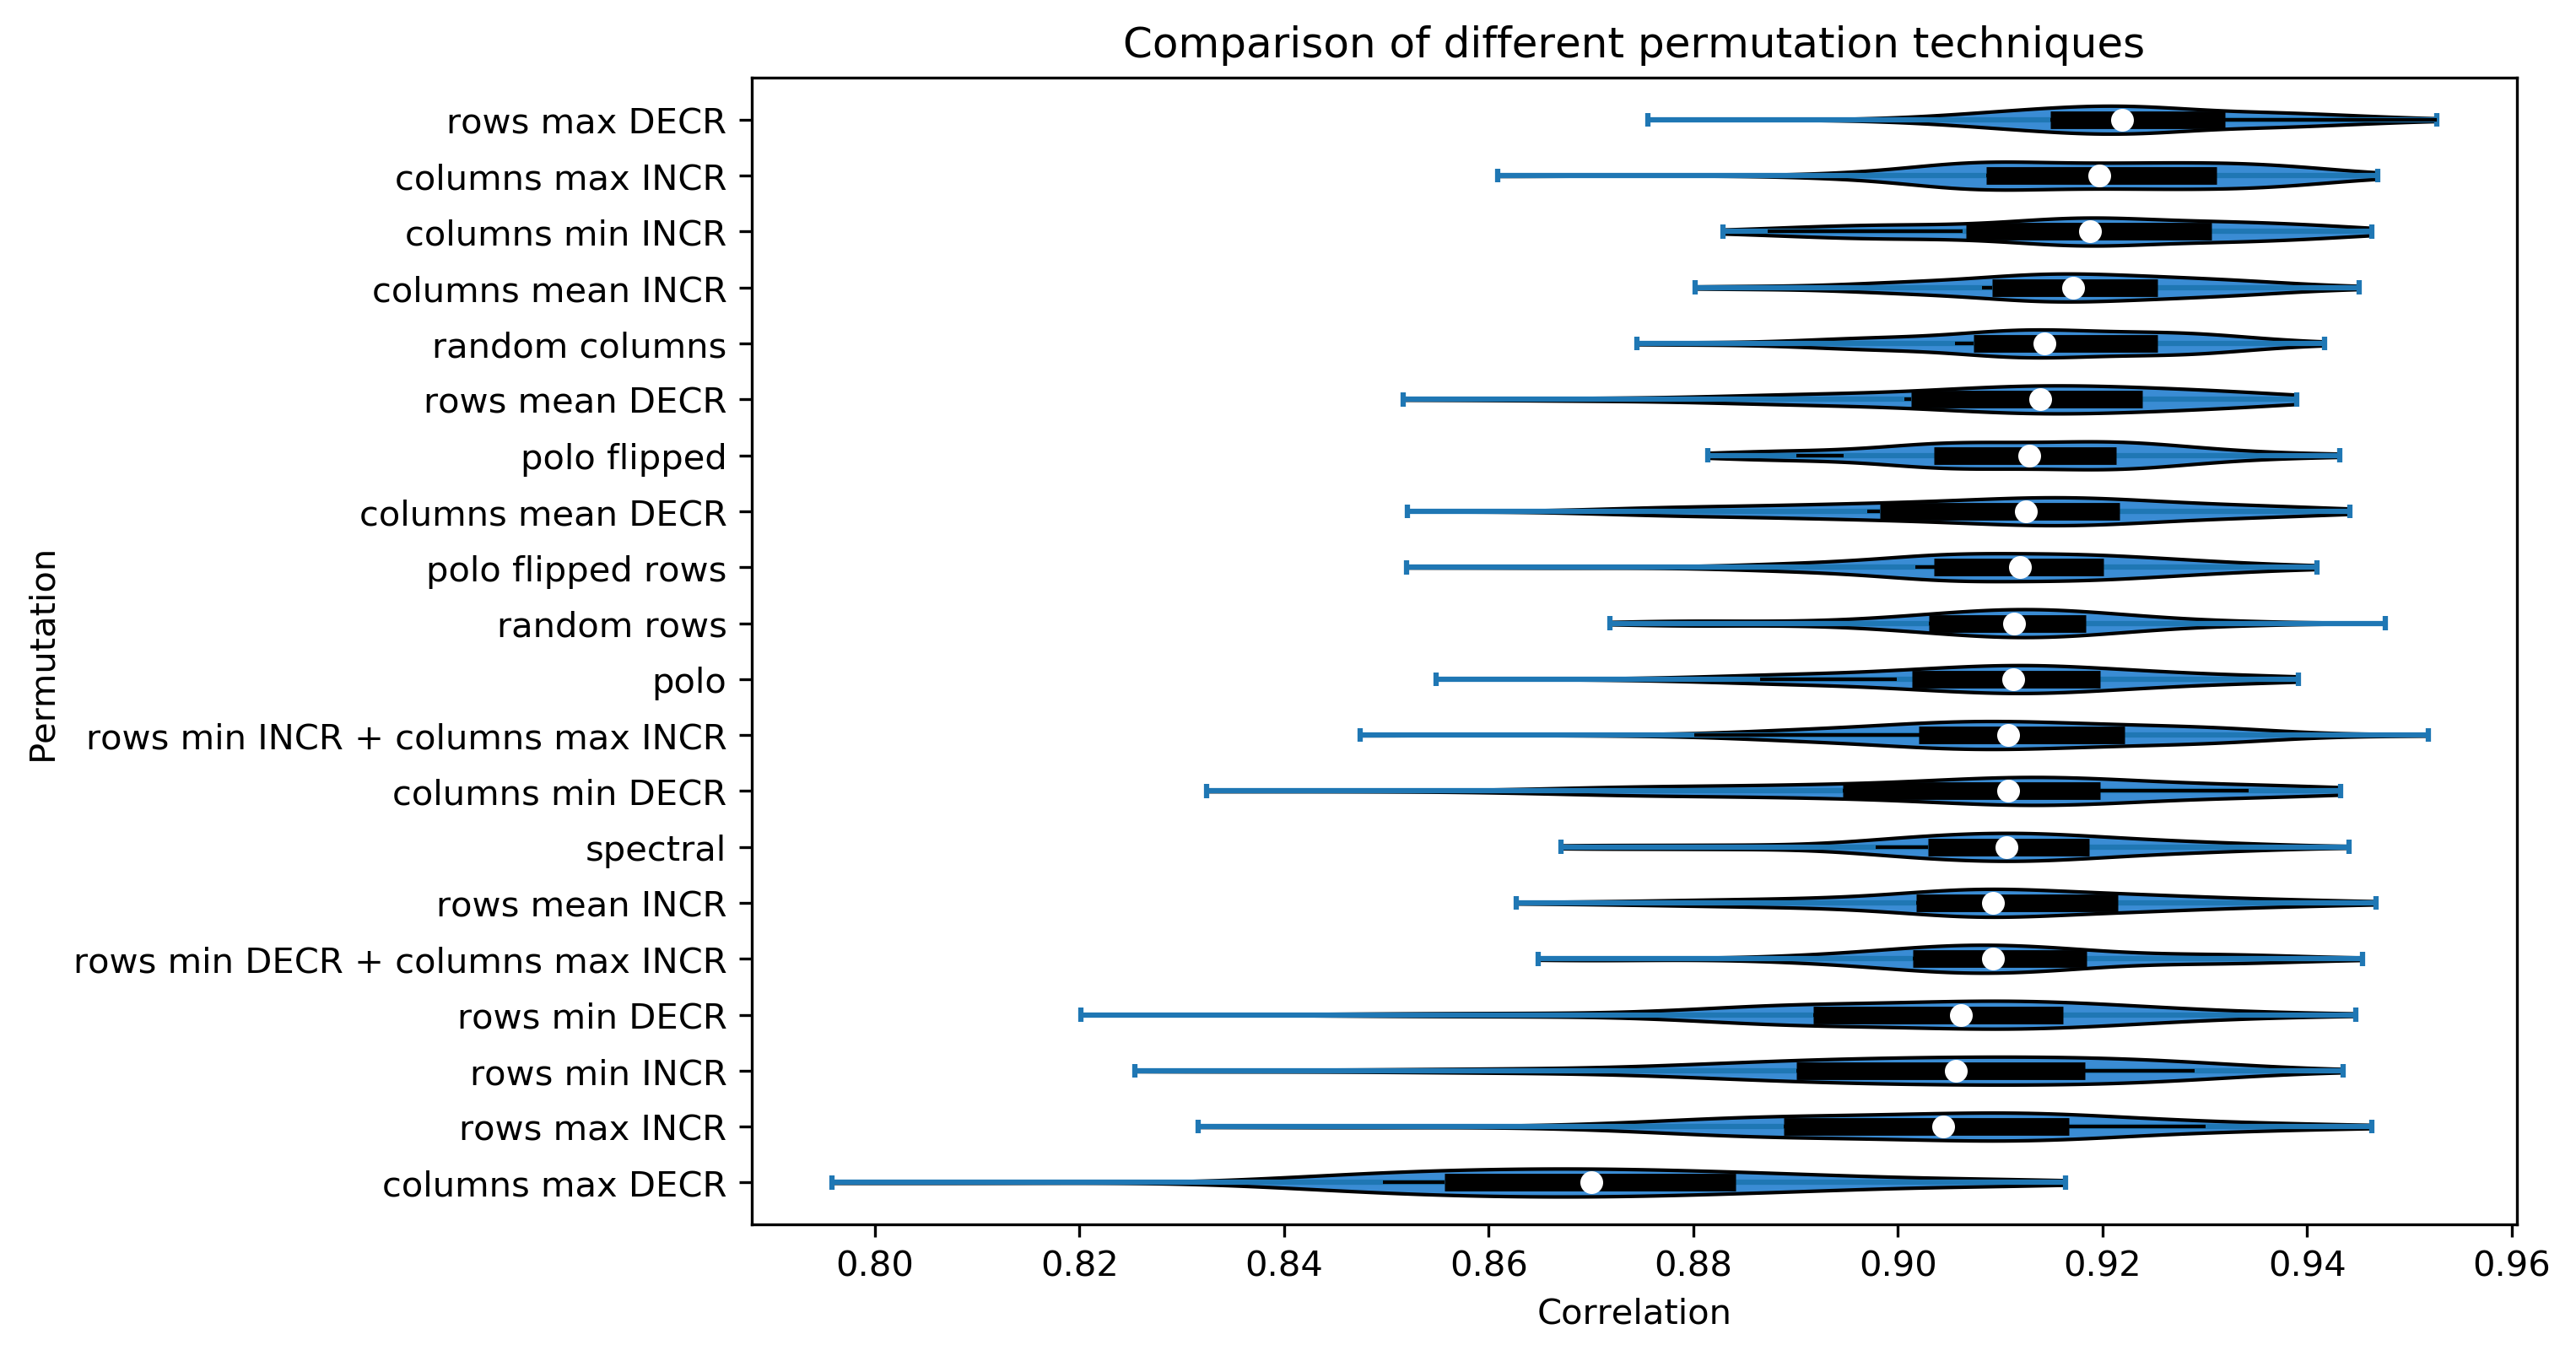 Comparison of different permutation techniques
Permutation
rows max DECR
columns max INCR
columns min INCR
columns mean INCR
random columns
rows mean DECR
polo flipped
columns mean DECR
polo flipped rows
random rows
polo
rows min INCR + columns max INCR
columns min DECR
spectral
rows mean INCR
rows min DECR + columns max INCR
rows min DECR
rows min INCR
rows max INCR
columns max DECR
0.80 0.82 0.84 0.86 0.88 0.90 0.92 0.94 0.96
Correlation